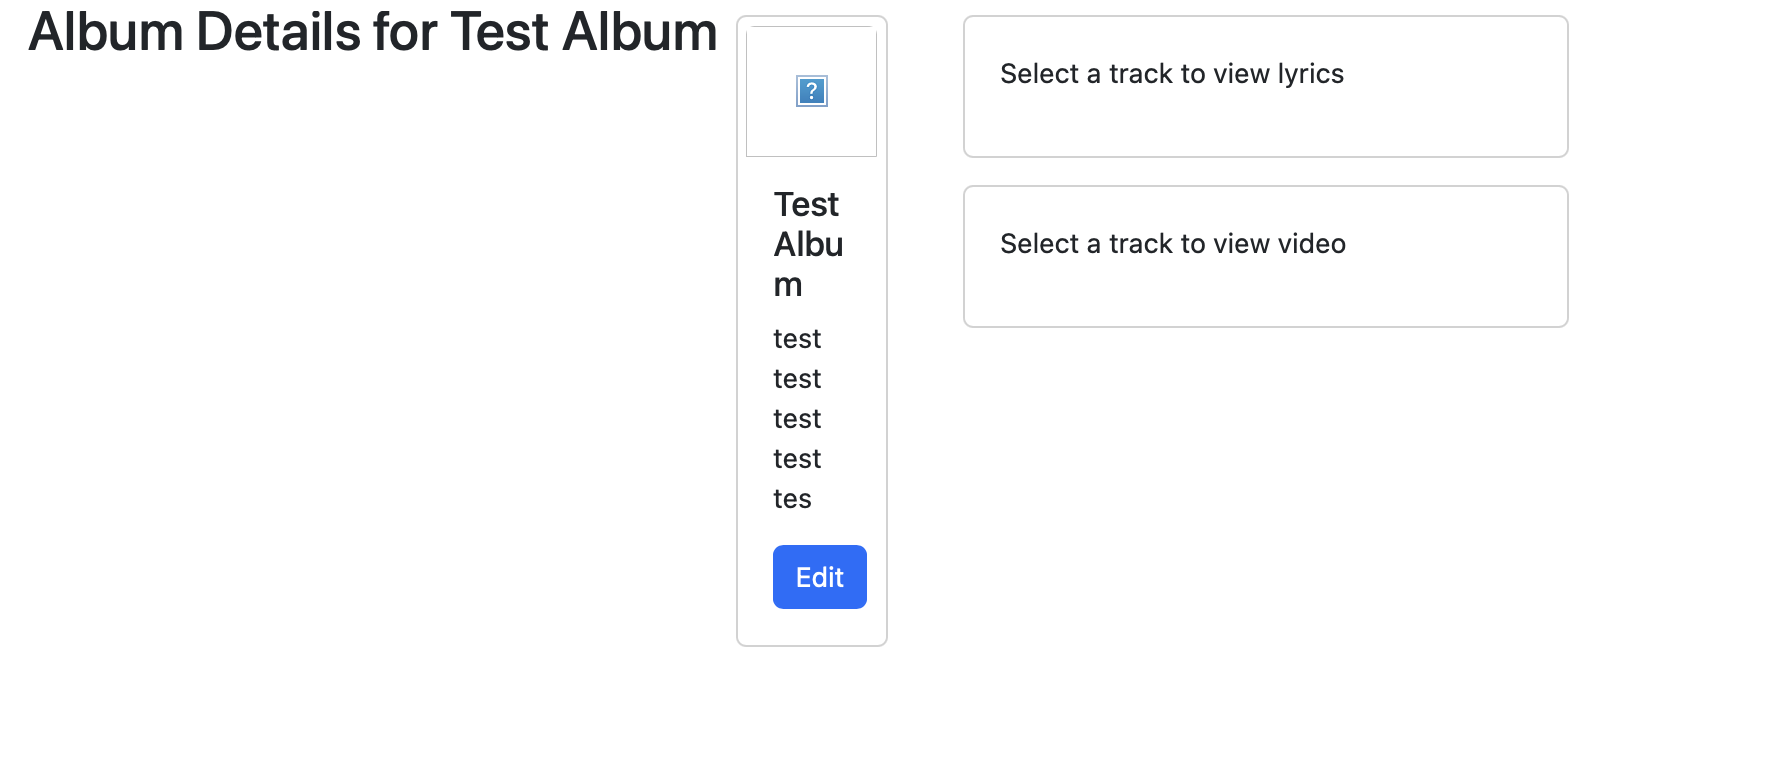 Album Details for Test Album
?
Test
Albu
m
test
test
test
test
tes
Edit
Select a track to view lyrics
Select a track to view video